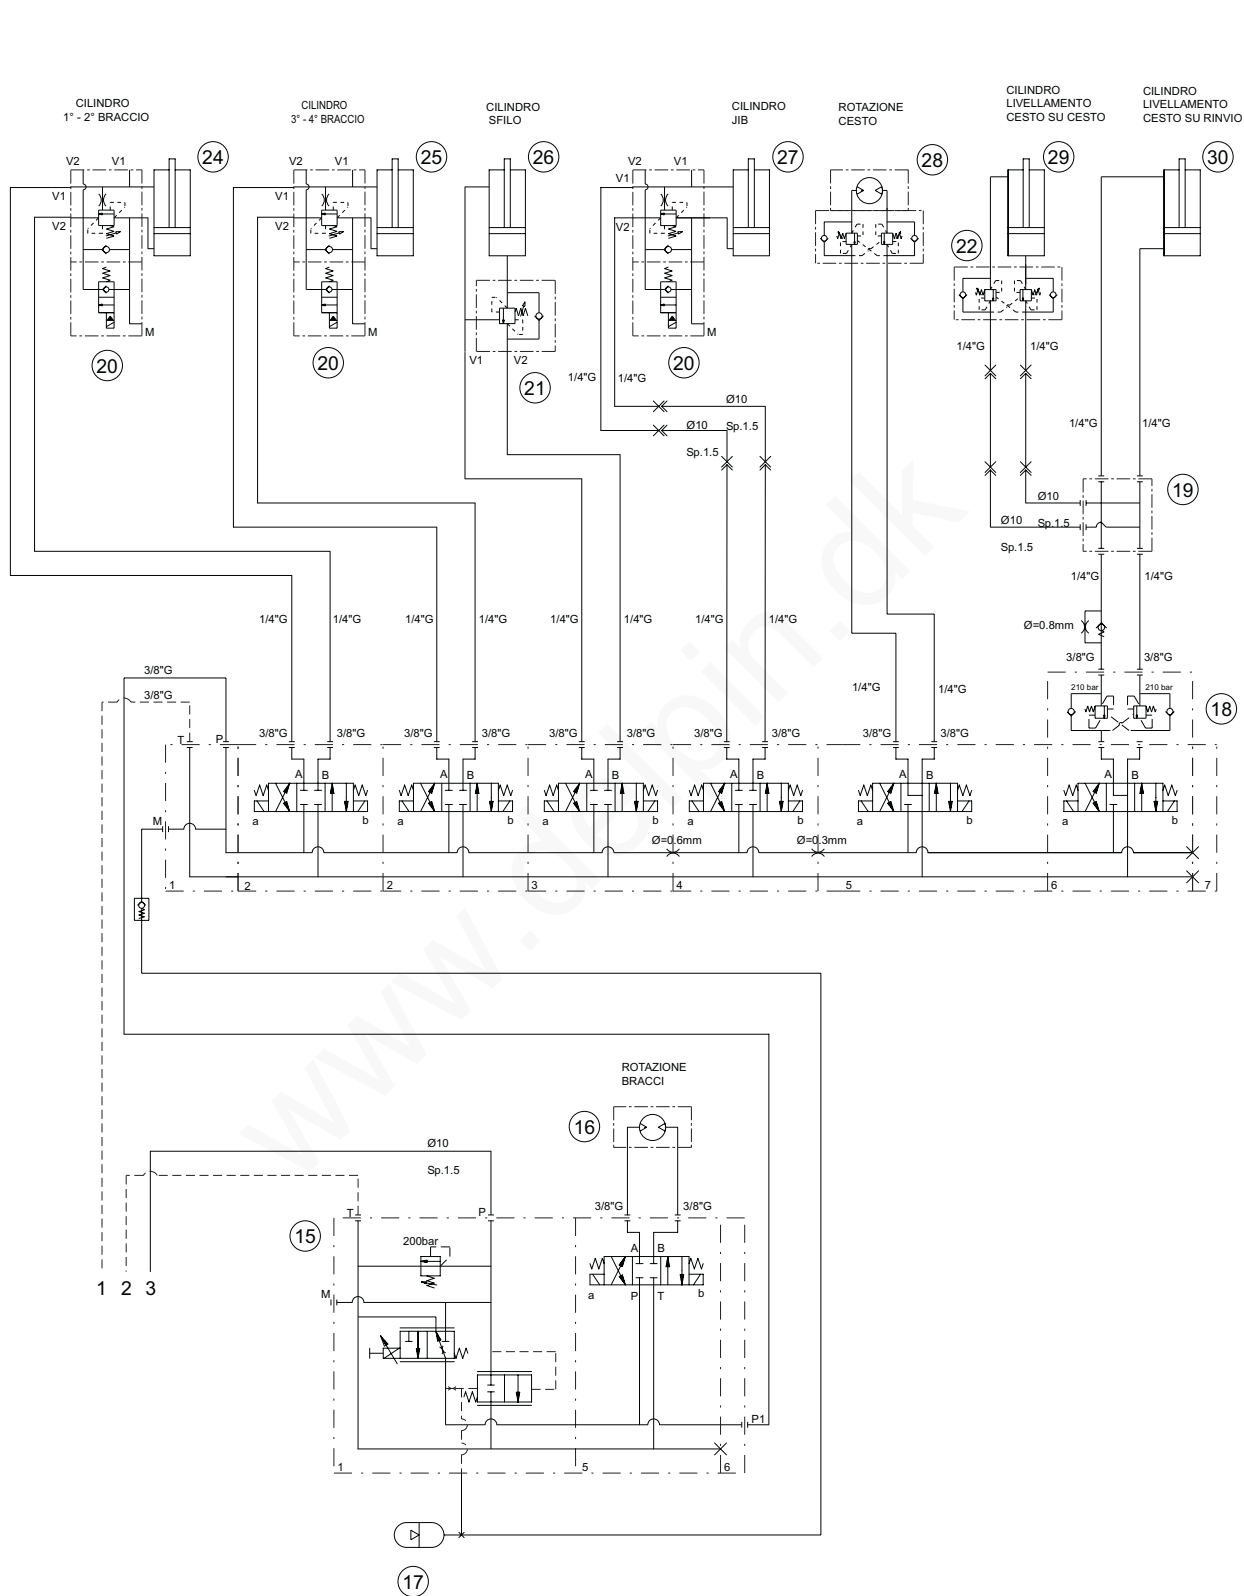 CILINDRO
1° - 2° BRACCIO
CILINDRO
3° - 4° BRACCIO
CILINDRO
SFILO
CILINDRO
JIB
ROTAZIONE
CESTO
CILINDRO
LIVELLAMENTO
CESTO SU CESTO
CILINDRO
LIVELLAMENTO
CESTO SU RINVIO
24
25
26
27
28
29
30
V2 V1
V1
V2
M
20
V2 V1
V1
V2
M
20
V1 V2
21
V2 V1
V1
V2
M
20
22
1/4"G 1/4"G
1/4"G 1/4"G
Ø10
Sp.1.5
Ø10
Sp.1.5
1/4"G 1/4"G
19
Ø10
Sp.1.5
Ø10
Sp.1.5
1/4"G 1/4"G
1/4"G 1/4"G
1/4"G 1/4"G
1/4"G 1/4"G
1/4"G 1/4"G
Ø=0.8mm
3/8"G 3/8"G
3/8"G
3/8"G
1/4"G 1/4"G
210 bar 210 bar
18
T P
3/8"G 3/8"G
3/8"G 3/8"G
3/8"G 3/8"G
3/8"G 3/8"G
3/8"G 3/8"G
A B
A B
A B
A B
A B
A B
M
a b
a b
a b
a b
a b
a b
Ø=0.6mm
Ø=0.3mm
1 2 2 3 4 5 6 7
www.delpin.dk
ROTAZIONE
BRACCI
16
Ø10
Sp.1.5
3/8"G 3/8"G
T P
15
200bar
A B
1 2 3
M
a P T b
P1
1 5 6
17